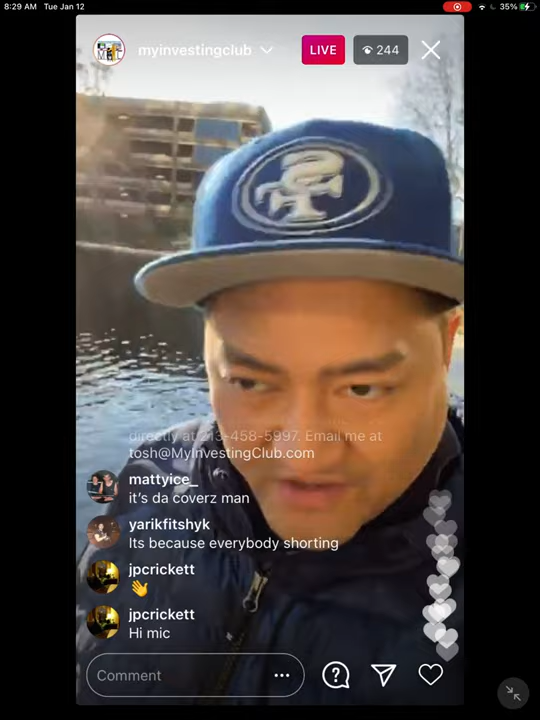 8:29 AM Tue Jan 12
35%
myinvestingclub
LIVE
244
directly at 213-458-5997. Email me at
tosh@MyInvestingClub.com
mattyice_
it's da coverz man
yarikfitshyk
Its because everybody shorting
jpcrickett
👋
jpcrickett
Hi mic
Comment